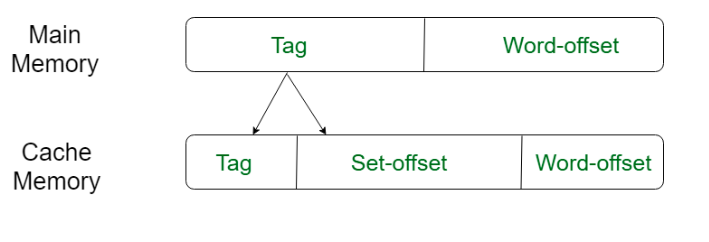 Main
Memory
Tag
Word-offset
Cache
Memory
Tag
Set-offset
Word-offset